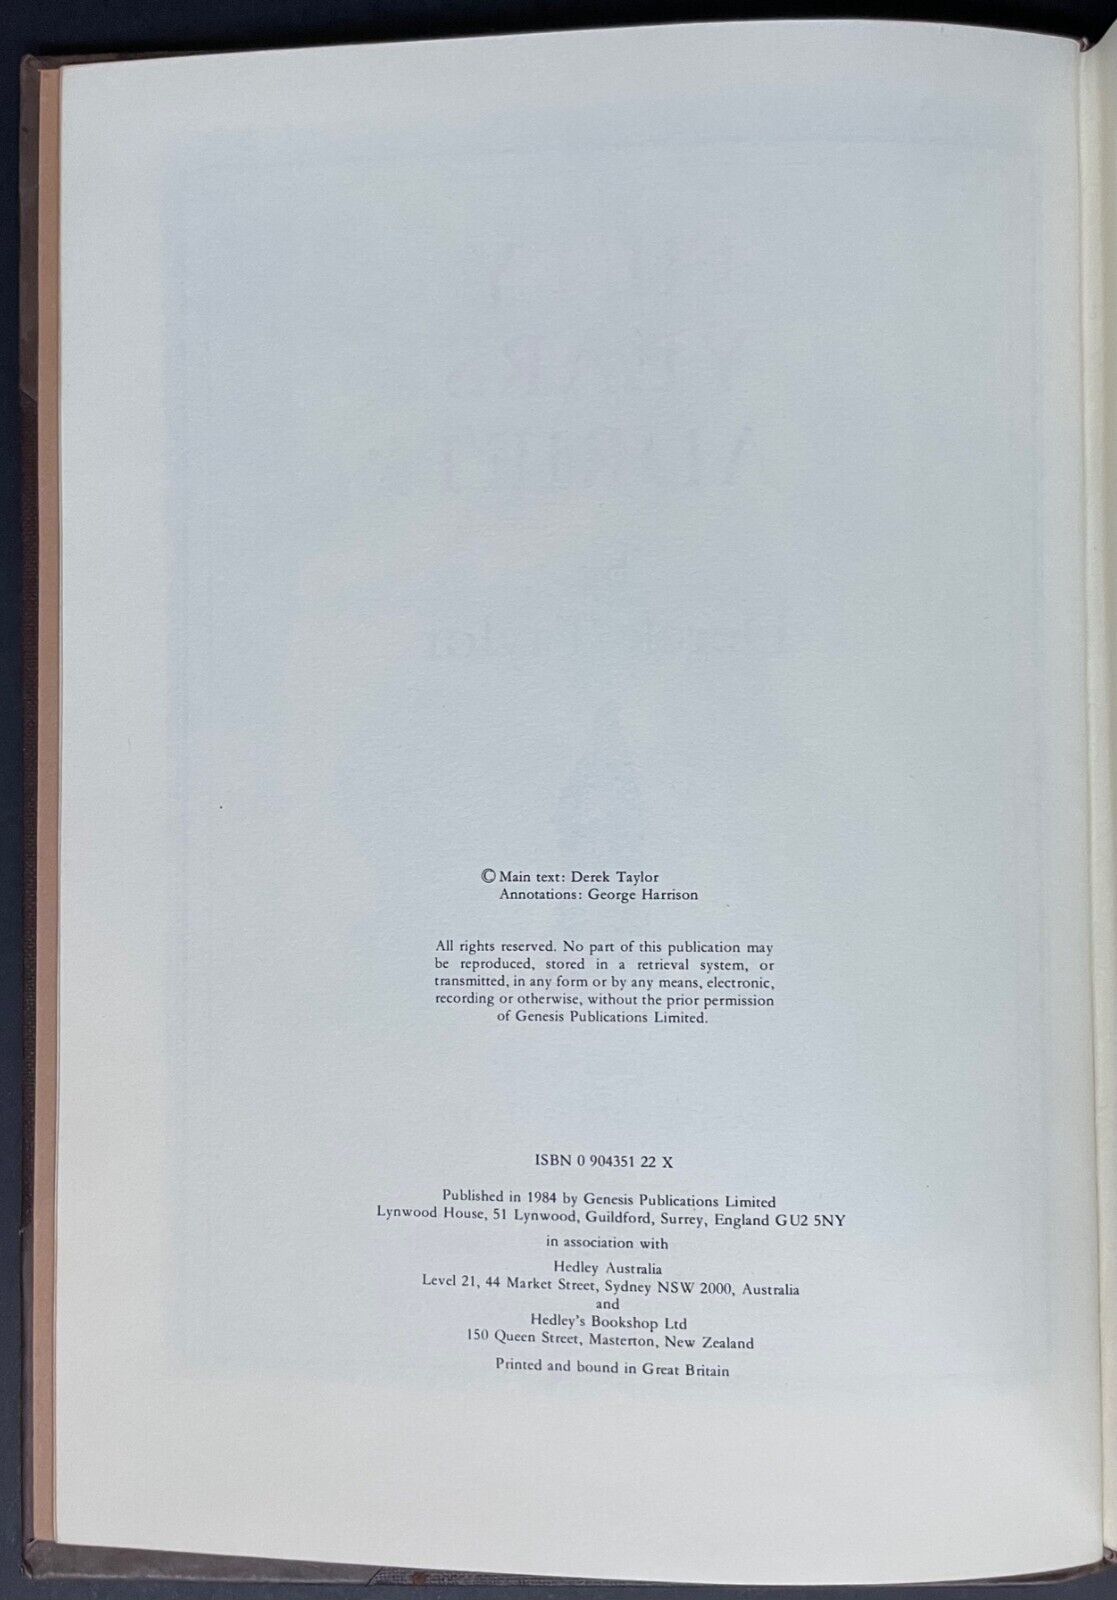 © Main text: Derek Taylor
Annotations: George Harrison
All rights reserved. No part of this publication may
be reproduced, stored in a retrieval system, or
transmitted, in any form or by any means, electronic,
recording or otherwise, without the prior permission
of Genesis Publications Limited.
ISBN 0 904351 22 X
Published in 1984 by Genesis Publications Limited
Lynwood House, 51 Lynwood, Guildford, Surrey, England GU2 5NY
in association with
Hedley Australia
Level 21, 44 Market Street, Sydney NSW 2000, Australia
and
Hedley's Bookshop Ltd
150 Queen Street, Masterton, New Zealand
Printed and bound in Great Britain